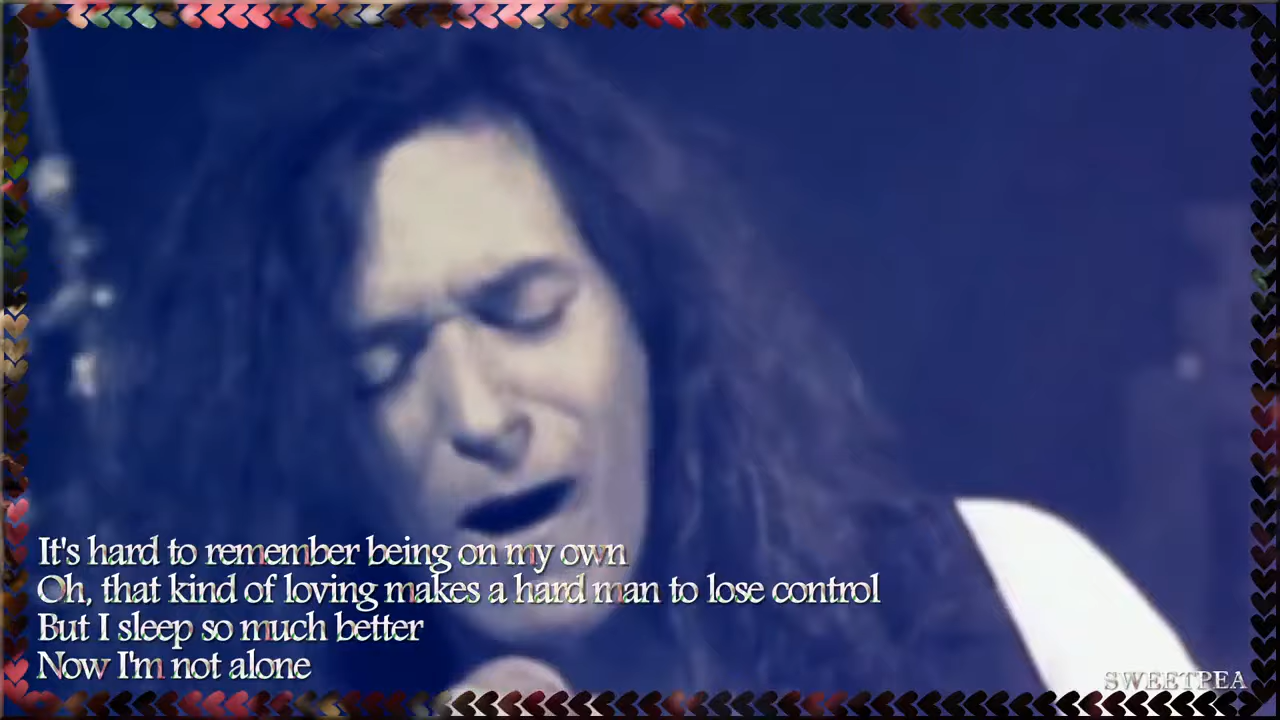 It's hard to remember being on my own
Oh, that kind of loving makes a hard man to lose control
But I sleep so much better
Now I'm not alone
SWEETPEA